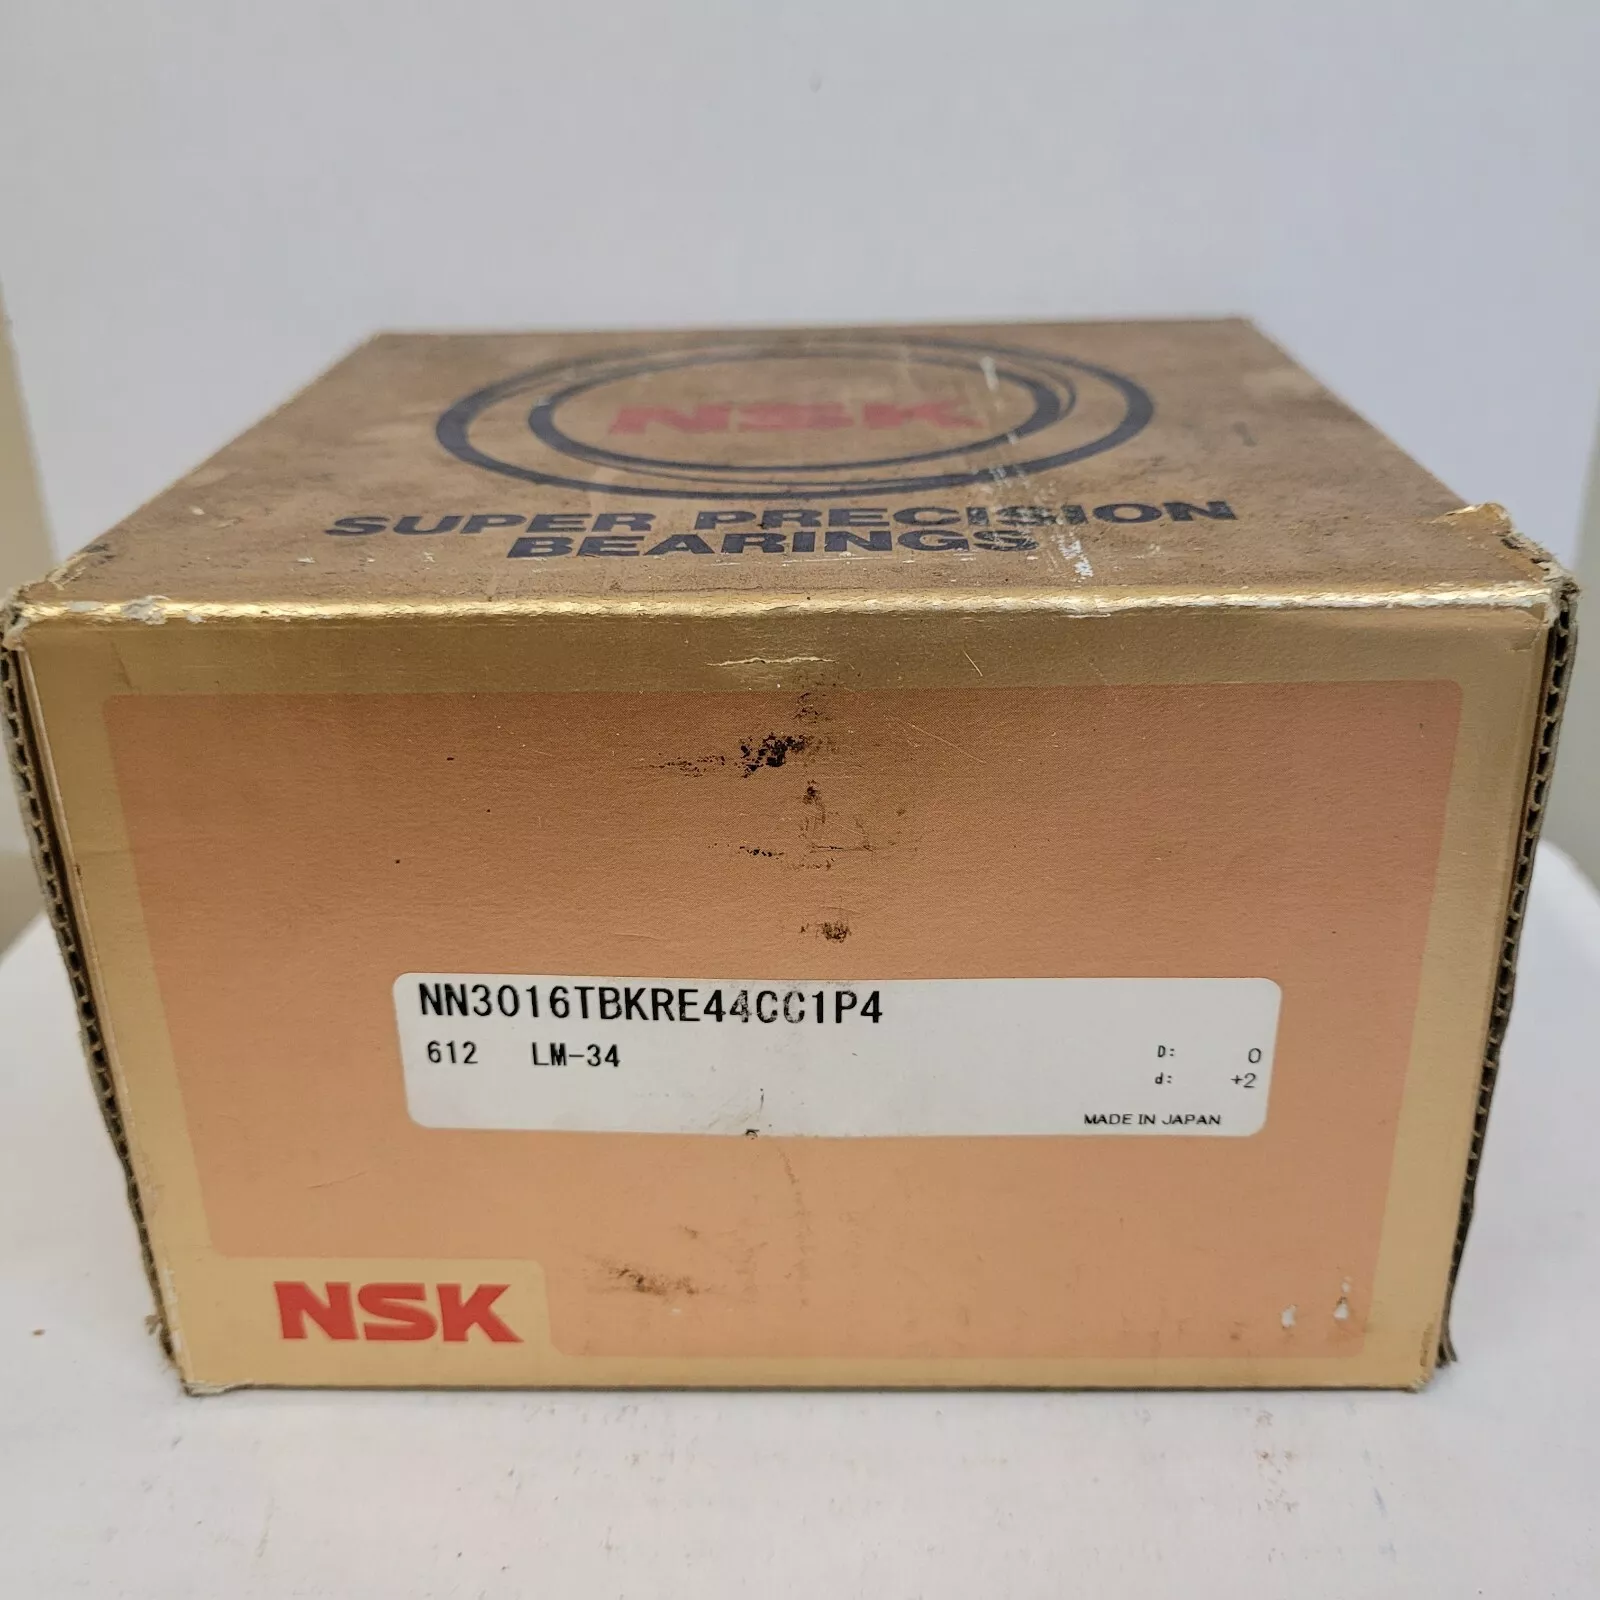 NSK
SUPER PRECISION
BEARINGS
NN3016TBKRE44CC1P4
612 LM-34
D: 0
d: +2
MADE IN JAPAN
NSK